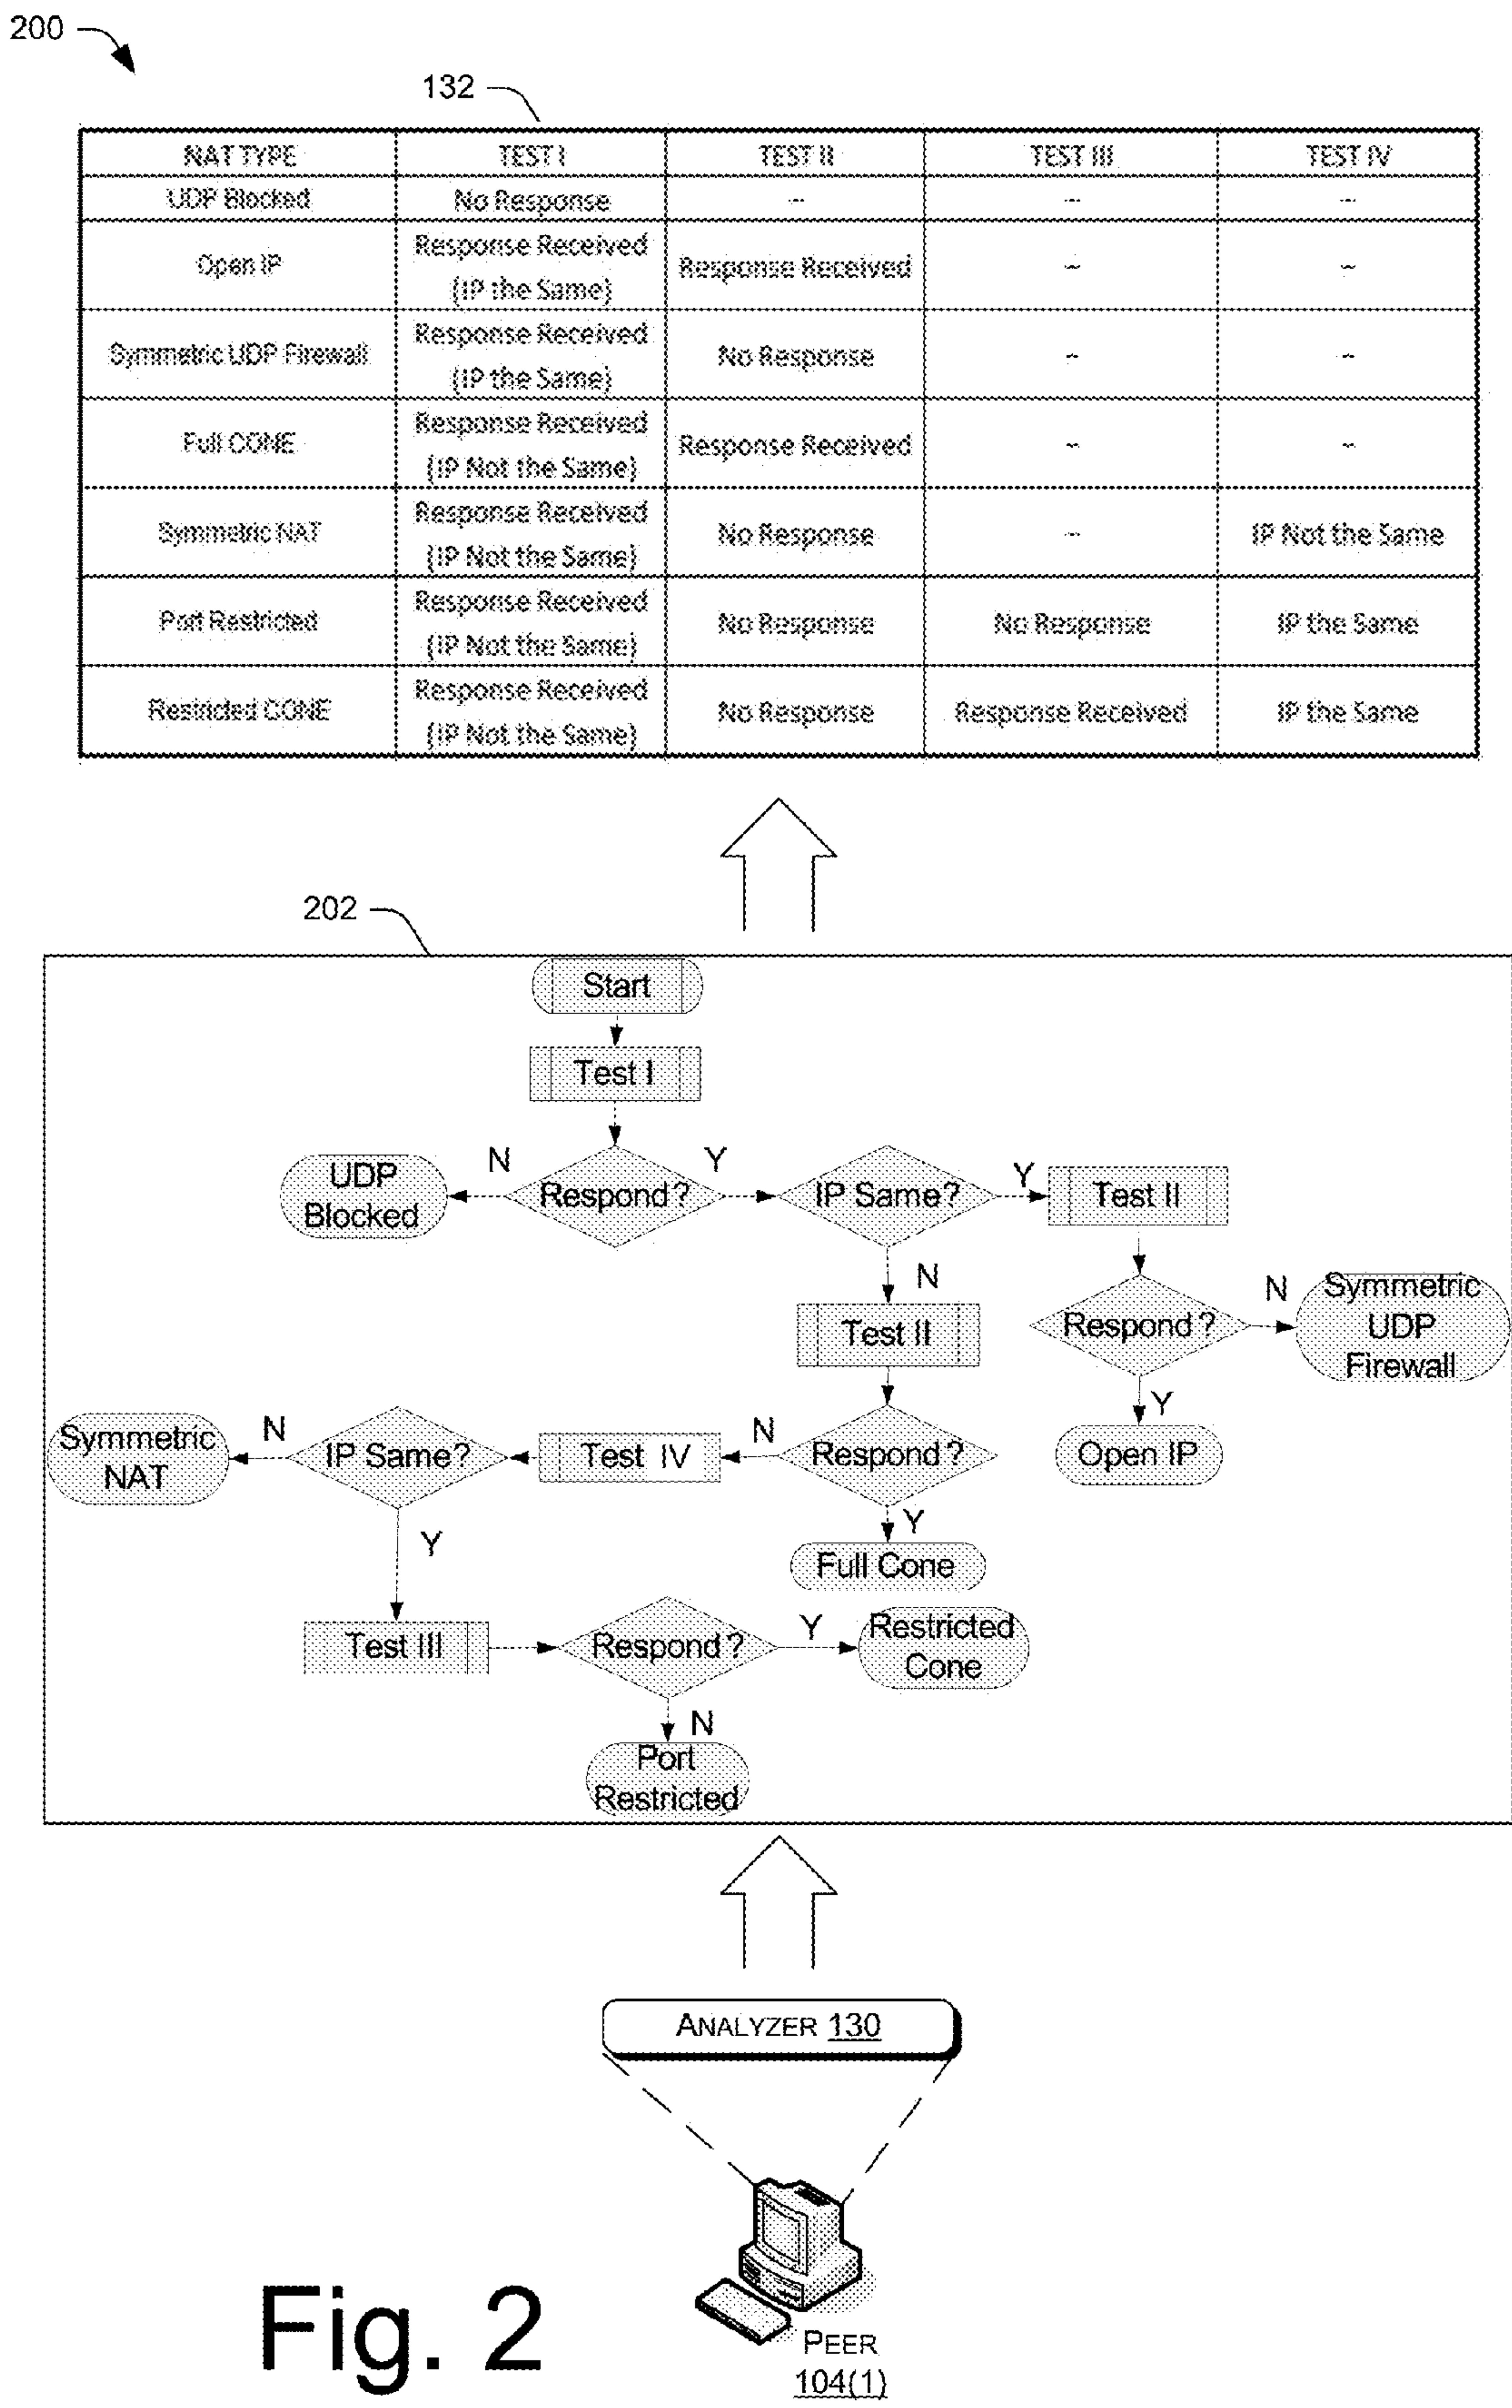 200
132
NAT TYPE TEST I TEST II TEST III TEST IV
UDP Blocked No Response -- -- --
Open IP Response Received Response Received -- --
(IP the Same)
Symmetric UDP Firewall Response Received No Response -- --
(IP the Same)
Full CONE Response Received Response Received -- --
(IP Not the Same)
Symmetric NAT Response Received No Response -- IP Not the Same
(IP Not the Same)
Port Restricted Response Received No Response No Response IP the Same
(IP Not the Same)
Restricted CONE Response Received No Response Response Received IP the Same
(IP Not the Same)
202
Start
Test I
UDP
Blocked
N
Respond?
Y
IP Same?
Y
Test II
N
Test II
Respond?
N
Symmetric
UDP
Firewall
Y
Open IP
Symmetric
NAT
N
IP Same?
Test IV
N
Respond?
Y
Full Cone
Y
Test III
Respond?
Y
Restricted
Cone
N
Port
Restricted
ANALYZER 130
PEER
104(1)
Fig. 2